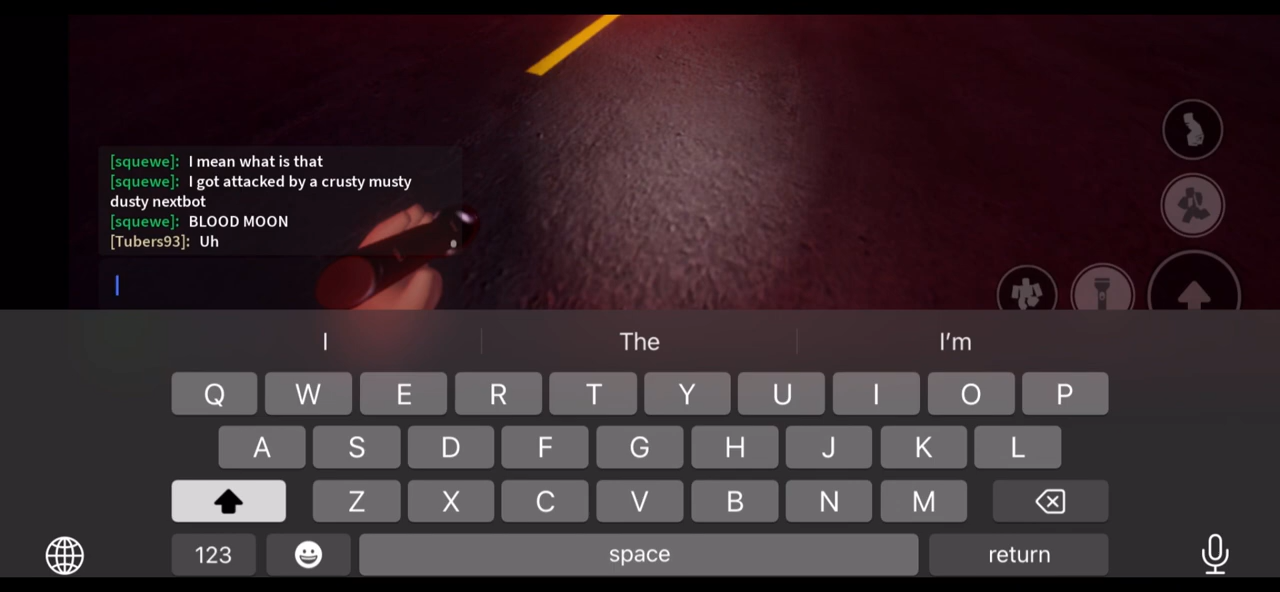 [squewe]: I mean what is that
[squewe]: I got attacked by a crusty musty
dusty nextbot
[squewe]: BLOOD MOON
[Tubers93]: Uh
I The I'm
Q W E R T Y U I O P
A S D F G H J K L
Z X C V B N M
123 space return